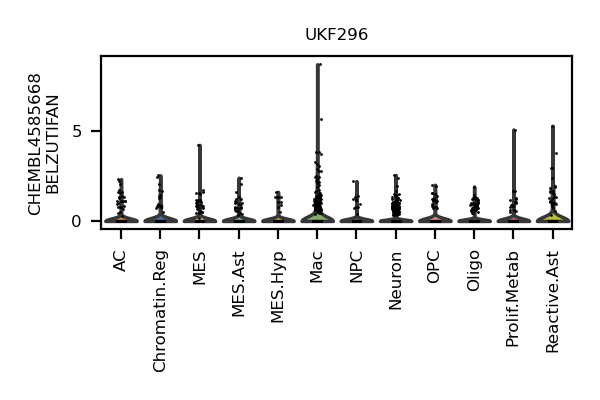 UKF296
CHEMBL4585668
BELZUTIFAN
5
0
AC
Chromatin.Reg
MES
MES.Ast
MES.Hyp
Mac
NPC
Neuron
OPC
Oligo
Prolif.Metab
Reactive.Ast